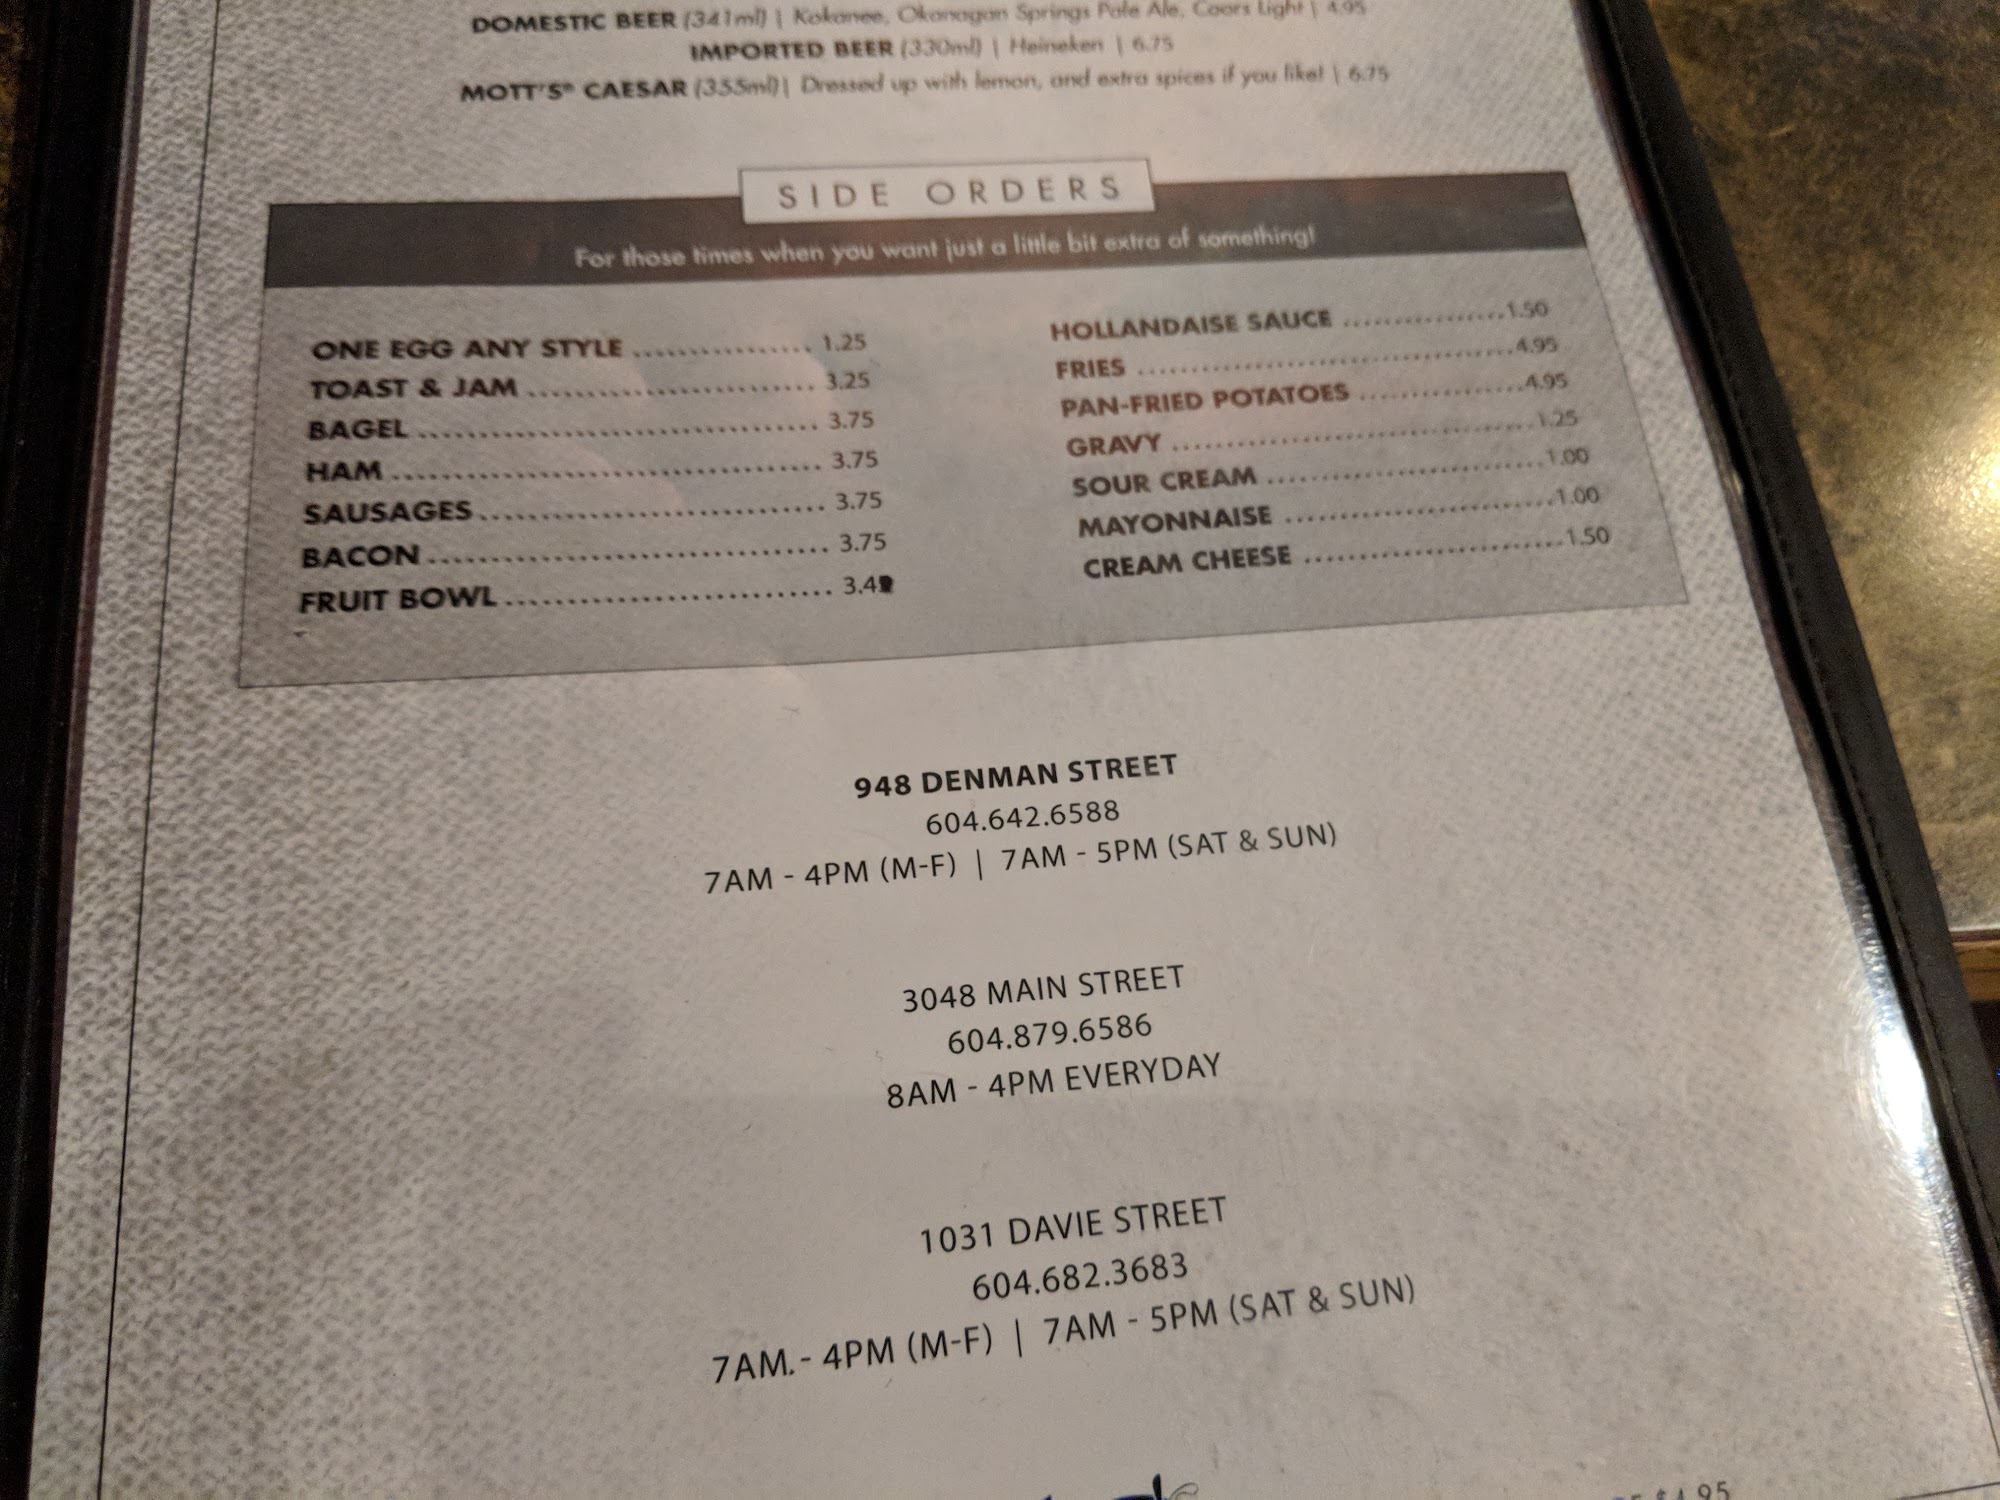 DOMESTIC BEER (341ml) | Kokanee, Okanagan Springs Pale Ale, Coors Light | 4.95
IMPORTED BEER (330ml) | Heineken | 6.75
MOTT'S® CAESAR (355ml)| Dressed up with lemon, and extra spices if you like! | 6.75
SIDE ORDERS
For those times when you want just a little bit extra of something!
ONE EGG ANY STYLE ................ 1.25
TOAST & JAM ............................. 3.25
BAGEL ........................................ 3.75
HAM .......................................... 3.75
SAUSAGES .................................. 3.75
BACON ...................................... 3.75
FRUIT BOWL ...............................
HOLLANDAISE SAUCE ................. 1.50
FRIES ........................................ 4.95
PAN-FRIED POTATOES ................. 4.95
GRAVY ...................................... 1.25
SOUR CREAM ............................. 1.00
MAYONNAISE ............................ 1.00
CREAM CHEESE .......................... 1.50
948 DENMAN STREET
604.642.6588
7AM - 4PM (M-F) | 7AM - 5PM (SAT & SUN)
3048 MAIN STREET
604.879.6586
8AM - 4PM EVERYDAY
1031 DAVIE STREET
604.682.3683
7AM.- 4PM (M-F) | 7AM - 5PM (SAT & SUN)